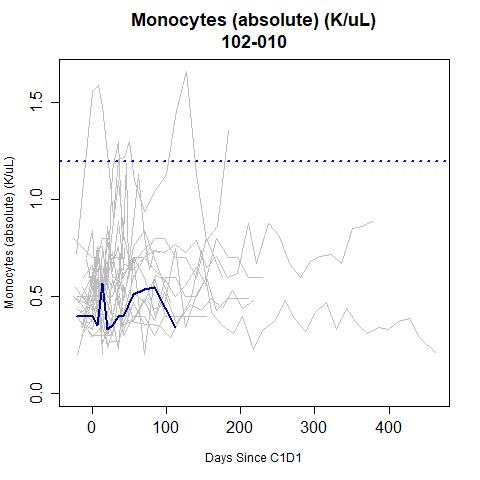 Monocytes (absolute) (K/uL)
102-010
Monocytes (absolute) (K/uL)
1.5
1.0
0.5
0.0
0 100 200 300 400
Days Since C1D1